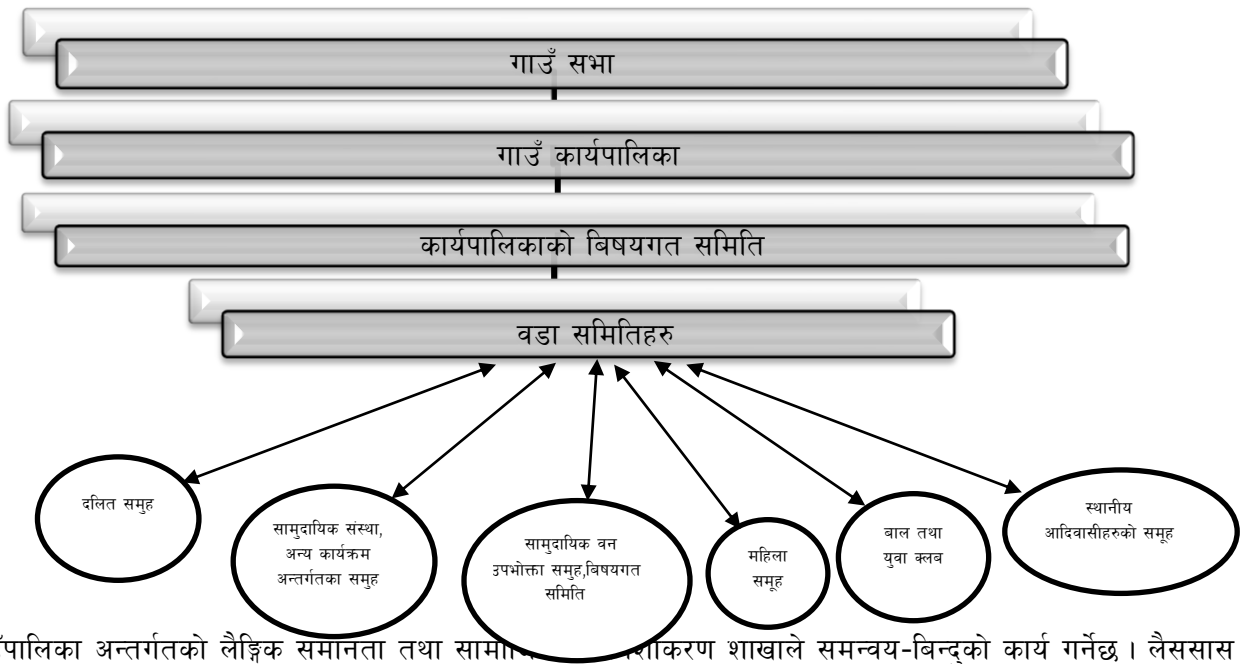 गाउँ सभा
गाउँ कार्यपालिका
कार्यपालिकाको बिषयगत समिति
वडा समितिहरु
दलित समुह
सामुदायिक संस्था,
अन्य कार्यक्रम
अन्तर्गतका समुह
सामुदायिक वन
उपभोक्ता समुह,बिषयगत
समिति
महिला
समूह
बाल तथा
युवा क्लब
स्थानीय
आदिवासीहरुको समूह
अन्तर्गतको लैङ्गिक समानता तथा शाखाले समन्वय-बिन्दुको कार्य गर्नेछ । लैससास